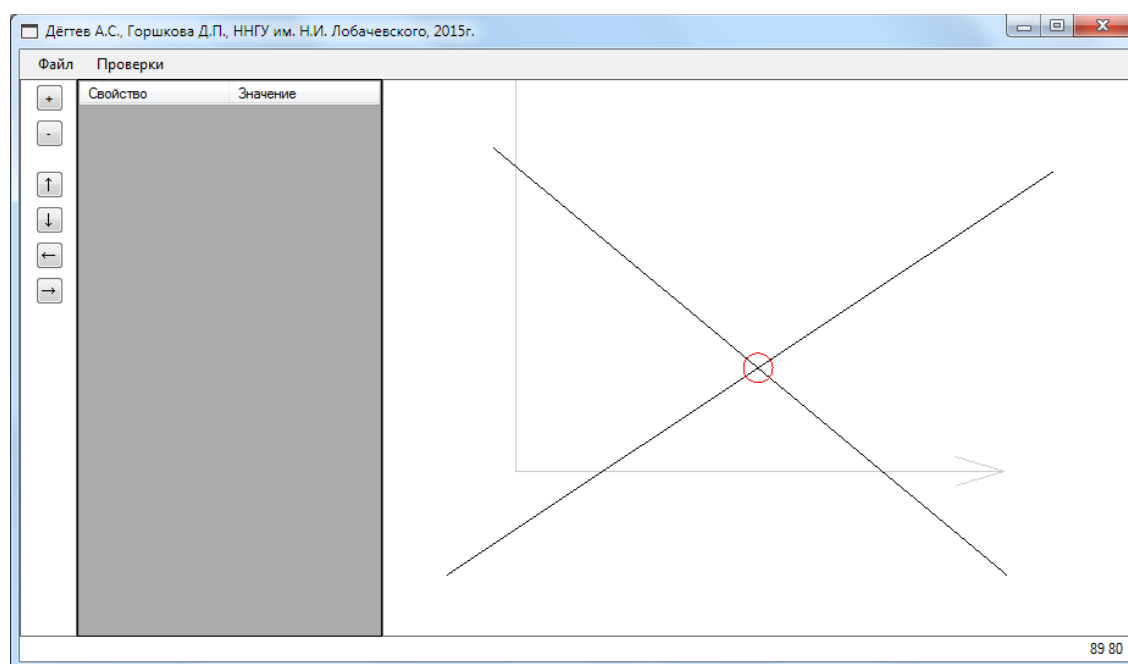 Дёгтев А.С., Горшкова Д.П., ННГУ им. Н.И. Лобачевского, 2015г.
Файл Проверки
+
-
↑
↓
←
→
Свойство Значение
89 80